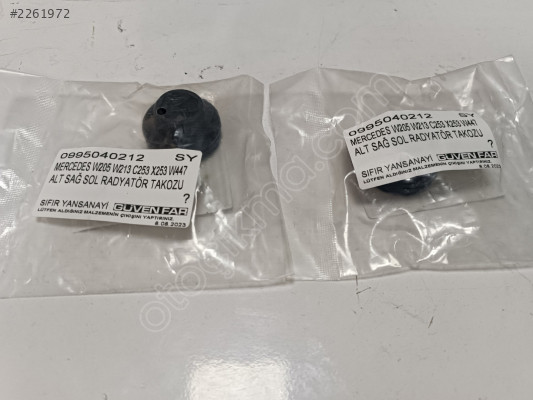 #2261972
0995040212 SY
MERCEDES W205 W213 C253 X253 W447
ALT SAĞ SOL RADYATÖR TAKOZU
?
SIFIR YANSANAYİ GUVEN FAR
LÜTFEN ALDIĞINIZ MALZEMENİN ÇIKIŞINI YAPTIRINIZ
8.08.2023
0995040212 SY
MERCEDES W205 W213 C253 X253 W447
ALT SAĞ SOL RADYATÖR TAKOZU
?
SIFIR YANSANAYİ GUVEN FAR
LÜTFEN ALDIĞINIZ MALZEMENİN ÇIKIŞINI YAPTIRINIZ
8.08.2023